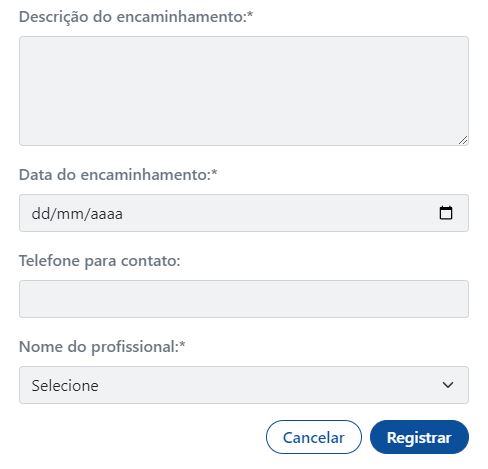 Descrição do encaminhamento:*
Data do encaminhamento:*
dd/mm/aaaa
Telefone para contato:
Nome do profissional:*
Selecione
Cancelar Registrar